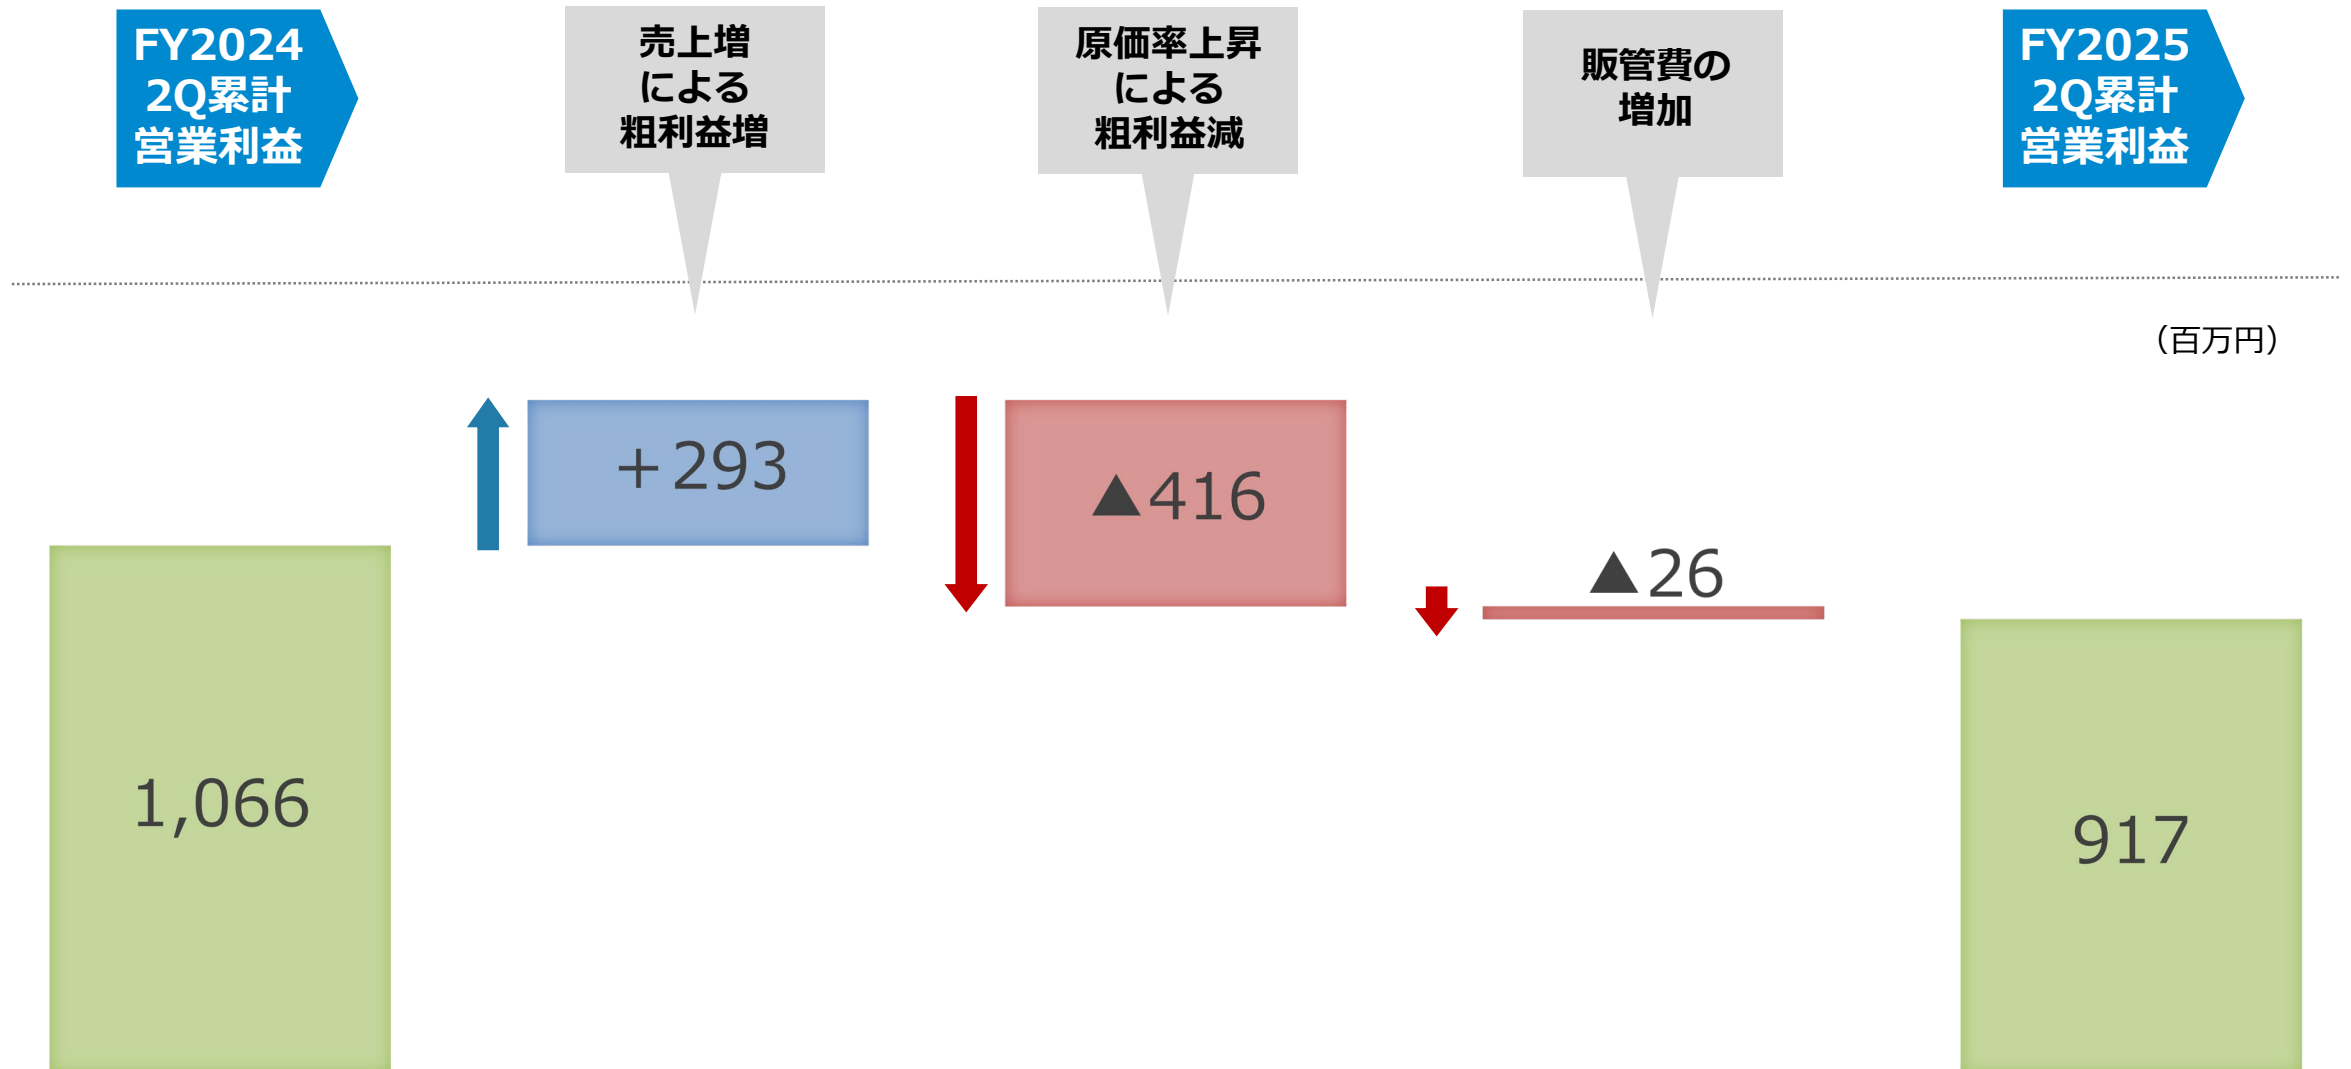 FY2024
2Q累計
営業利益
売上増
による
粗利益増
原価率上昇
による
粗利益減
販管費の
増加
FY2025
2Q累計
営業利益
（百万円）
＋293
▲416
▲26
1,066
917